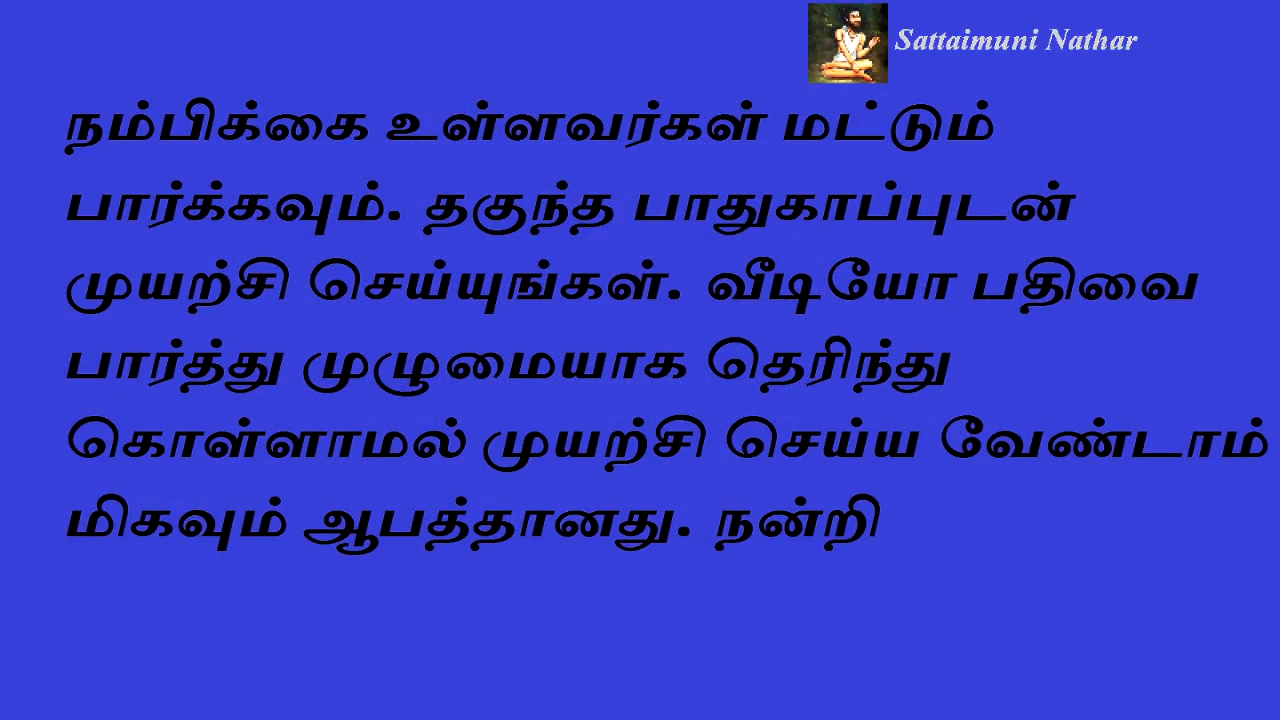 Sattaimuni Nathar
நம்பிக்கை உள்ளவர்கள் மட்டும்
பார்க்கவும். தகுந்த பாதுகாப்புடன்
முயற்சி செய்யுங்கள். வீடியோ பதிவை
பார்த்து முழுமையாக தெரிந்து
கொள்ளாமல் முயற்சி செய்ய வேண்டாம்
மிகவும் ஆபத்தானது. நன்றி